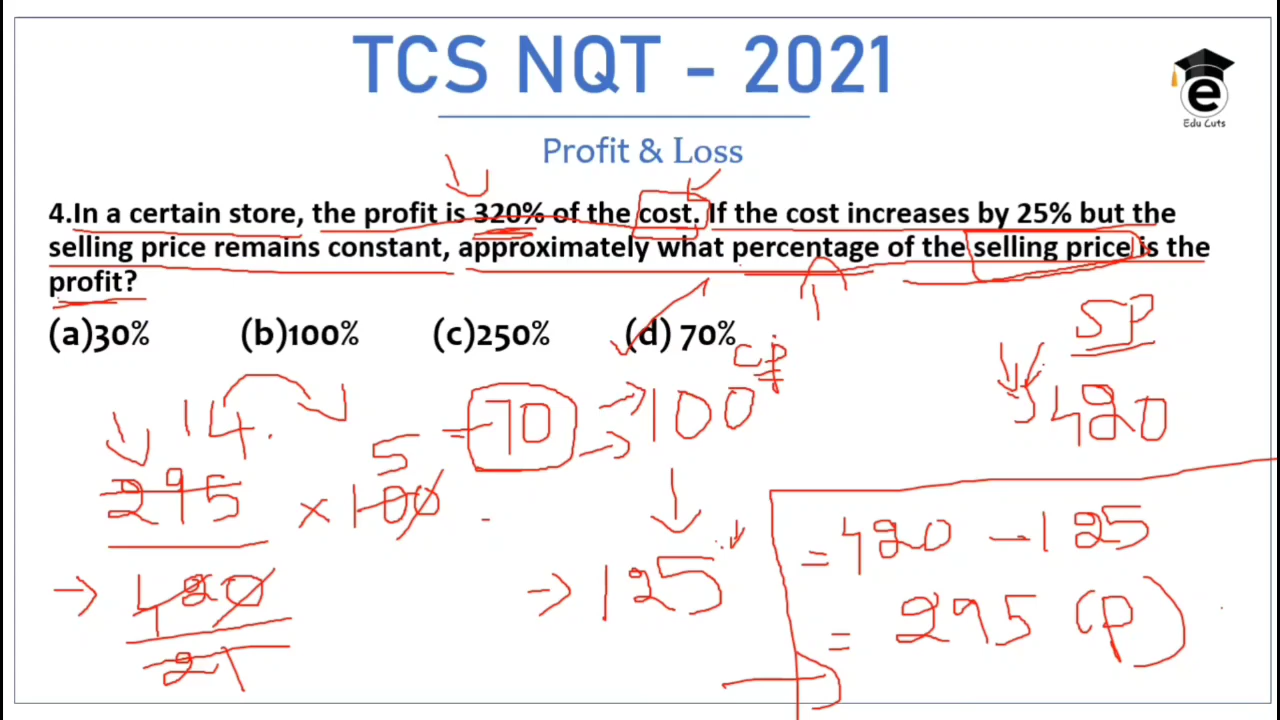 TCS NQT - 2021
e
Edu Cuts
Profit & Loss
4.In a certain store, the profit is 320% of the cost. If the cost increases by 25% but the
selling price remains constant, approximately what percentage of the selling price is the
profit?
(a)30% (b)100% (c)250% (d) 70%
SP
CP
14. 5 = 70 100 420
295 × 100
420 125 = 420 - 125
21 = 295 (P)